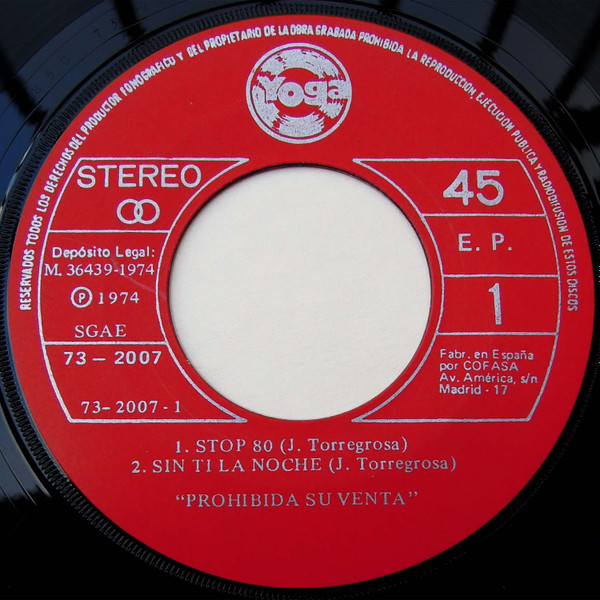 RESERVADOS TODOS LOS DERECHOS DEL PRODUCTOR FONOGRAFICO Y DEL PROPIETARIO DE LA OBRA GRABADA PROHIBIDA LA REPRODUCCION, EJECUCION PUBLICA Y RADIODIFUSION DE ESTOS DISCOS
Yoga
STEREO
Depósito Legal:
M. 36439-1974
Ⓟ 1974
SGAE
73 – 2007
73-2007-1
45
E. P.
1
Fabr. en España
por COFASA
Av. América, s/n
Madrid - 17
1. STOP 80 (J. Torregrosa)
2. SIN TI LA NOCHE (J. Torregrosa)
“PROHIBIDA SU VENTA”